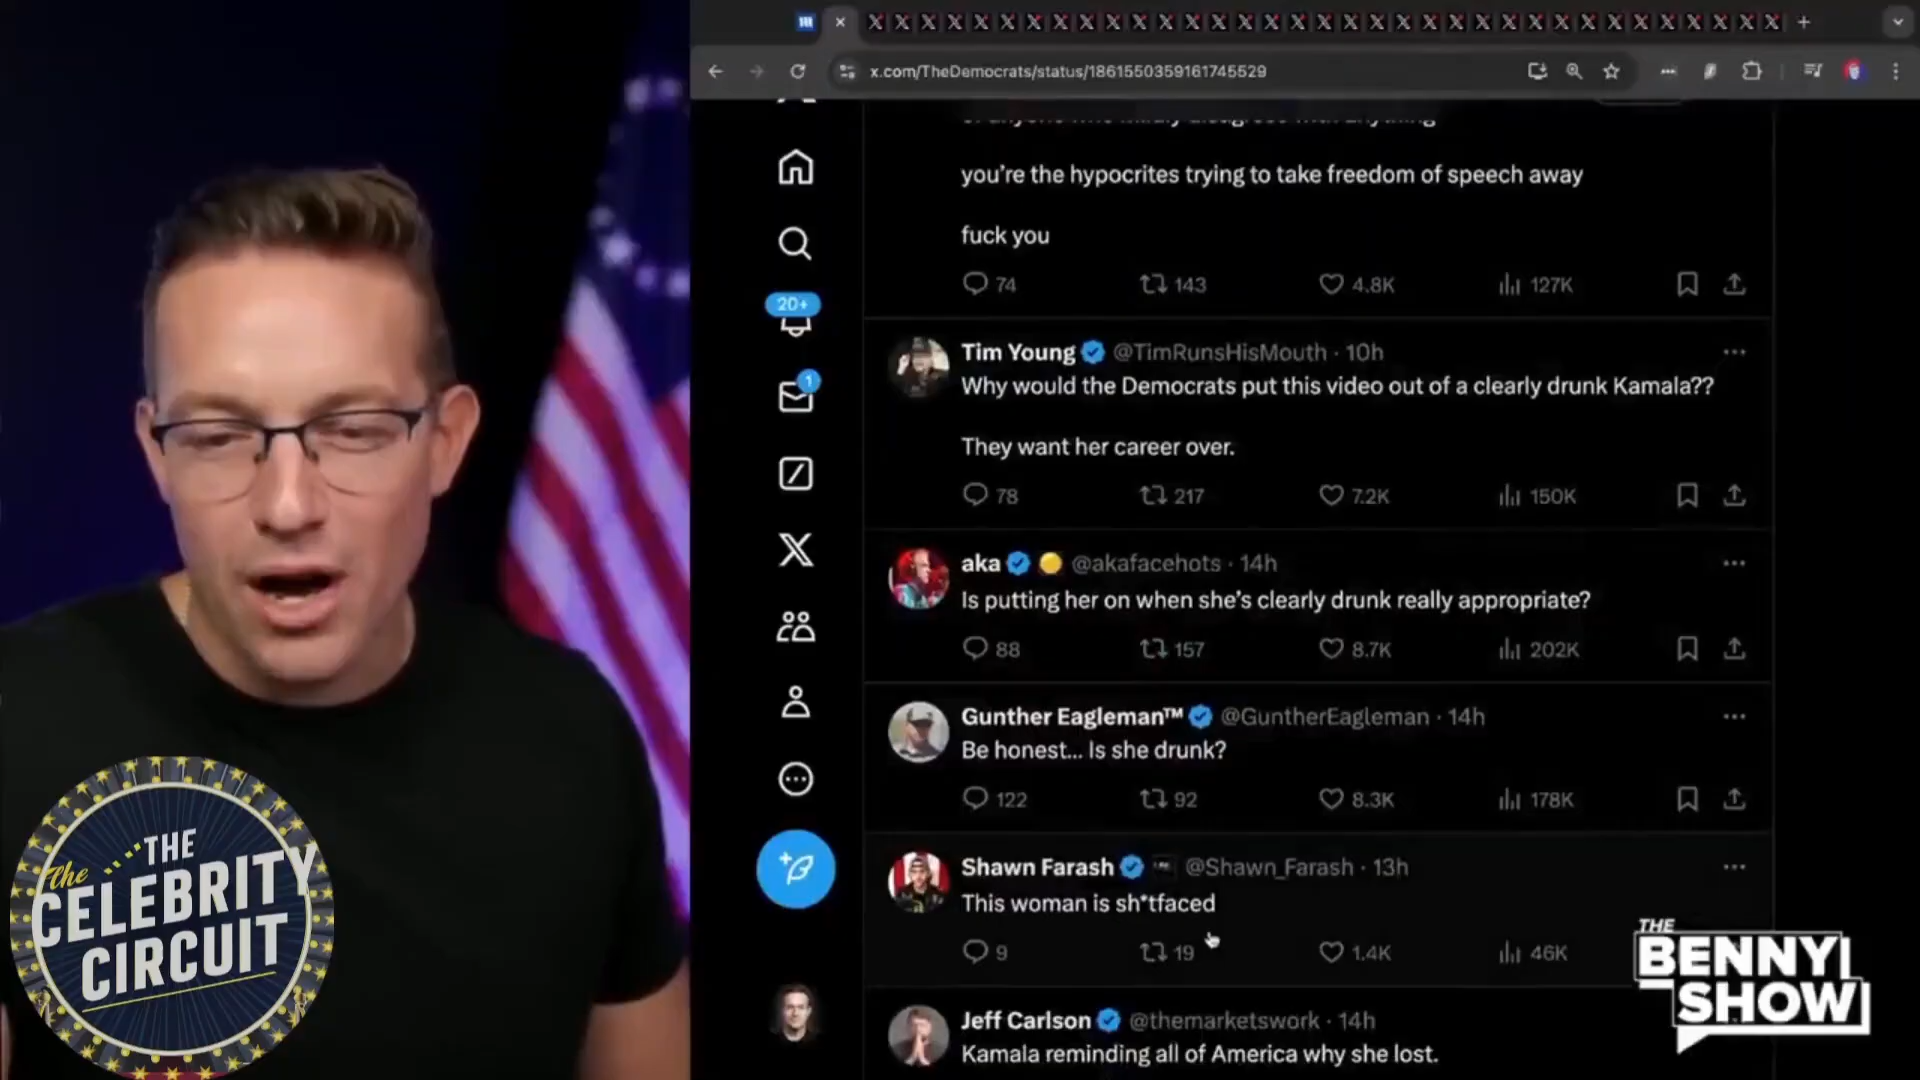 x.com/TheDemocrats/status/1861550359161745529
you're the hypocrites trying to take freedom of speech away
fuck you
74 143 4.8K 127K
20+
Tim Young @TimRunsHisMouth · 10h
Why would the Democrats put this video out of a clearly drunk Kamala??
1
They want her career over.
78 217 7.2K 150K
aka @akafacehots · 14h
Is putting her on when she's clearly drunk really appropriate?
88 157 8.7K 202K
Gunther Eagleman™ @GuntherEagleman · 14h
Be honest... Is she drunk?
122 92 8.3K 178K
Shawn Farash @Shawn_Farash · 13h
This woman is sh*tfaced
9 19 1.4K 46K
Jeff Carlson @themarketswork · 14h
Kamala reminding all of America why she lost.
The
THE
CELEBRITY
CIRCUIT
THE
BENNY
SHOW